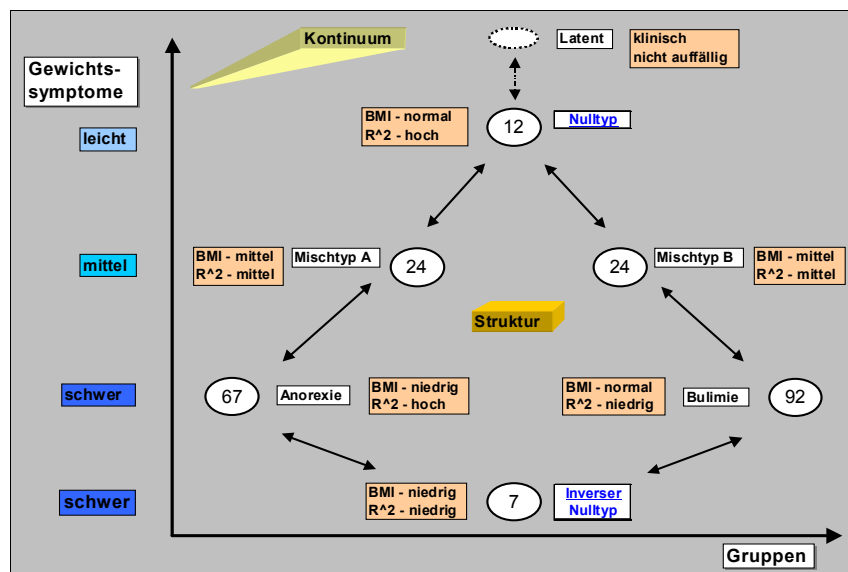 Kontinuum
Latent
klinisch
nicht auffällig
Gewichts-
symptome
leicht
BMI - normal
R^2 - hoch
12
Nulltyp
mittel
BMI - mittel
R^2 - mittel
Mischtyp A
24
24
Mischtyp B
BMI - mittel
R^2 - mittel
Struktur
schwer
67
Anorexie
BMI - niedrig
R^2 - hoch
BMI - normal
R^2 - niedrig
Bulimie
92
schwer
BMI - niedrig
R^2 - niedrig
7
Inverser
Nulltyp
Gruppen